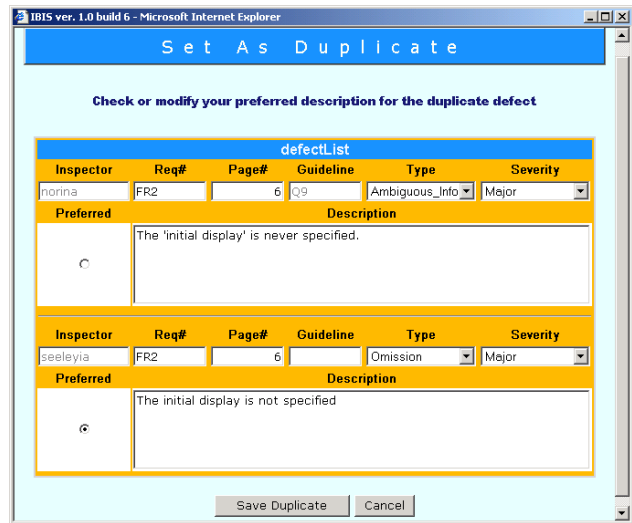 IBIS ver. 1.0 build 6 - Microsoft Internet Explorer
Set As Duplicate
Check or modify your preferred description for the duplicate defect
defectList
Inspector Req# Page# Guideline Type Severity
norina FR2 6 Q9 Ambiguous_Info Major
Preferred Description
The 'initial display' is never specified.
Inspector Req# Page# Guideline Type Severity
seeleyia FR2 6 Omission Major
Preferred Description
The initial display is not specified
Save Duplicate Cancel